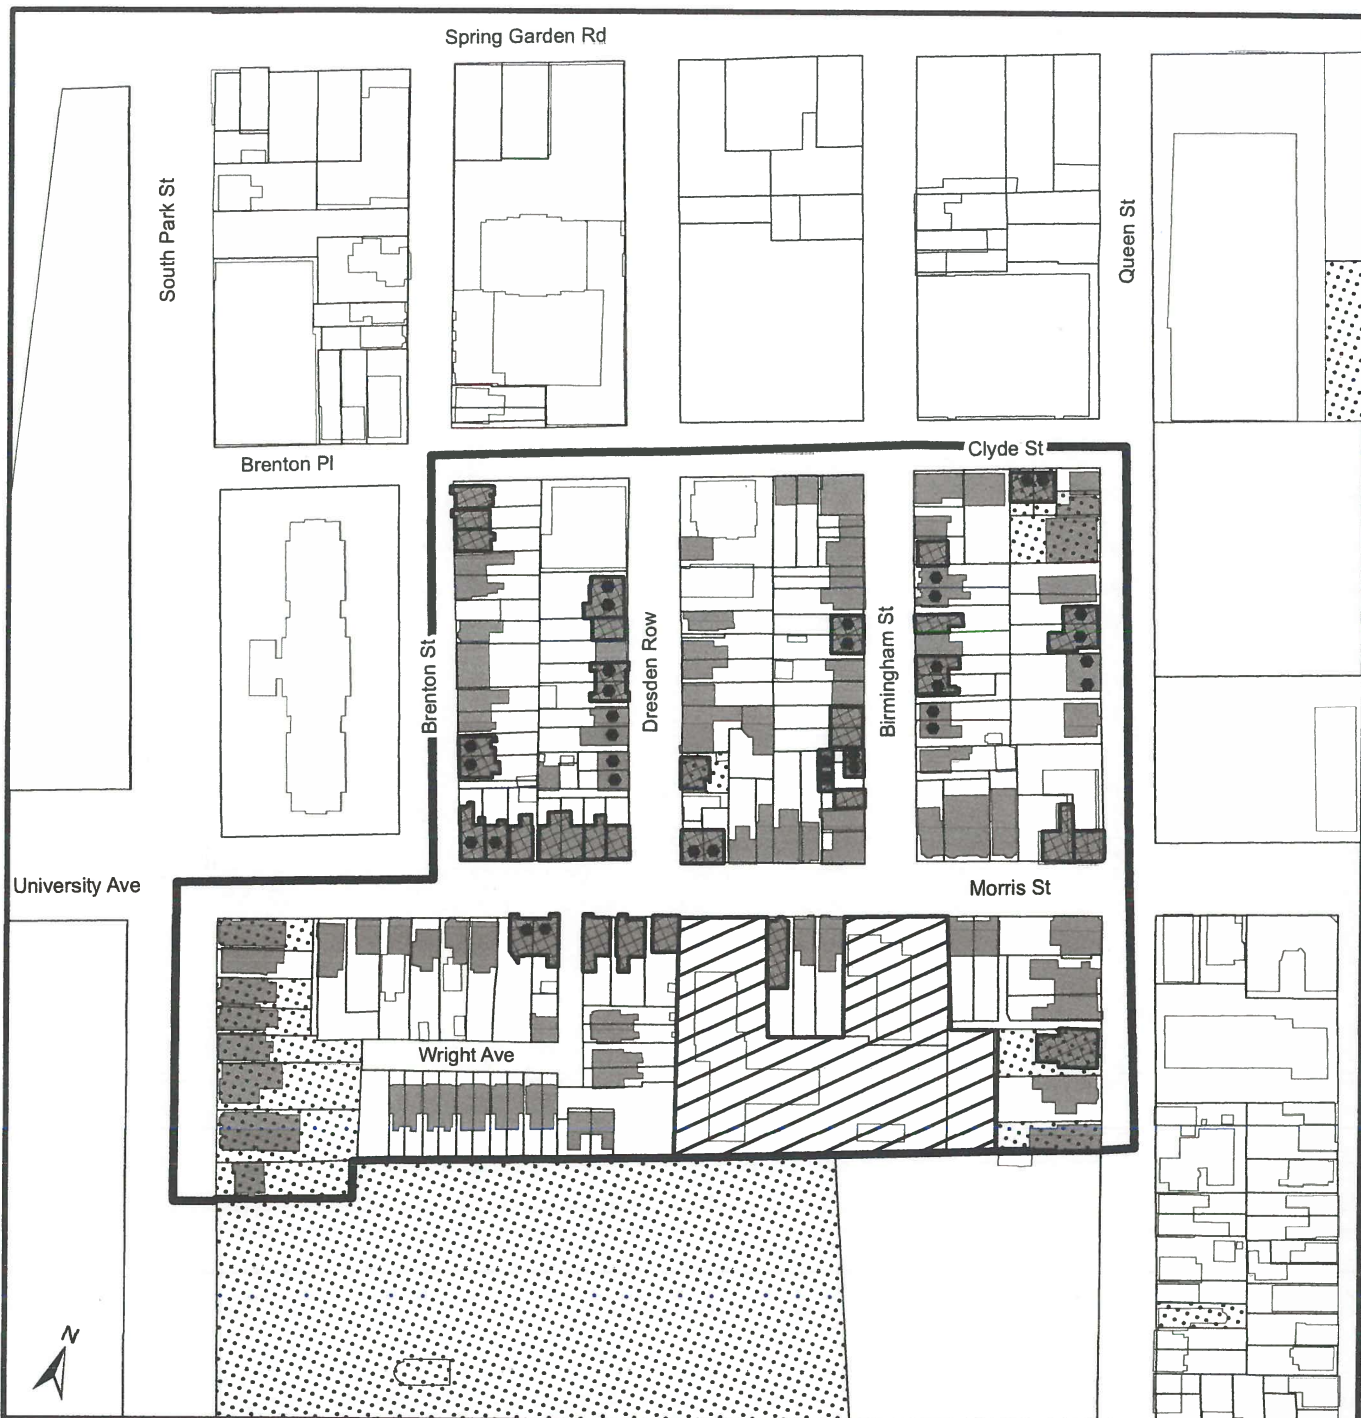 Spring Garden Rd
South Park St
Queen St
Brenton Pl
Clyde St
Brenton St
Dresden Row
Birmingham St
University Ave
Morris St
Wright Ave
N